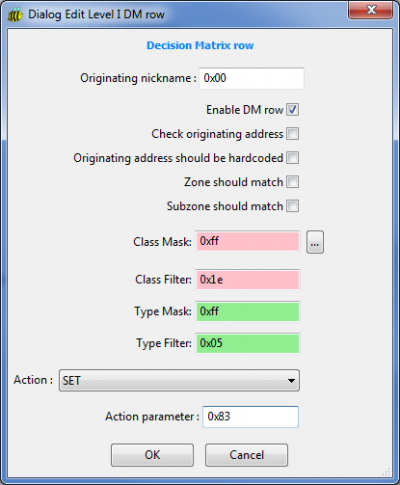 Dialog Edit Level I DM row
Decision Matrix row
Originating nickname : 0x00
Enable DM row
Check originating address
Originating address should be hardcoded
Zone should match
Subzone should match
Class Mask: 0xff ...
Class Filter: 0x1e
Type Mask: 0xff
Type Filter: 0x05
Action : SET
Action parameter : 0x83
OK Cancel